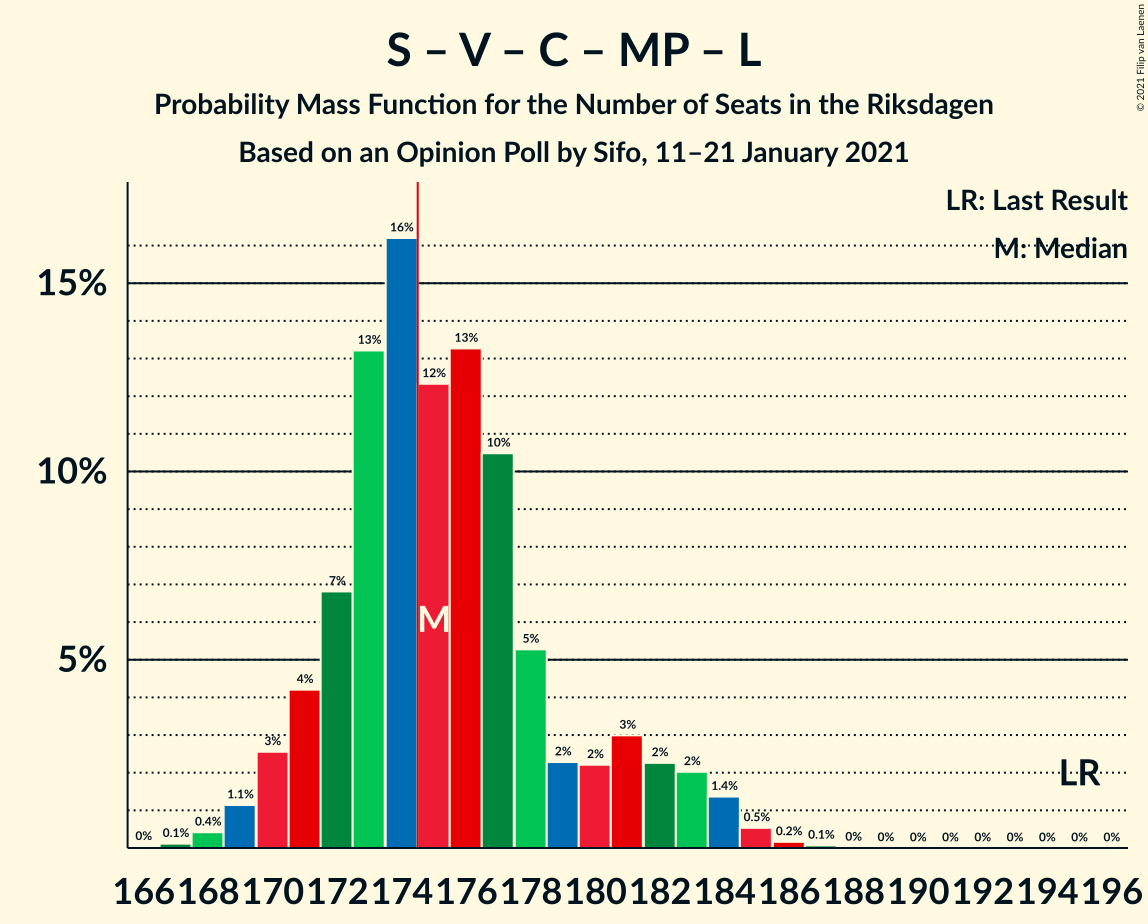 S – V – C – MP – L
Probability Mass Function for the Number of Seats in the Riksdagen
Based on an Opinion Poll by Sifo, 11–21 January 2021
© 2021 Filip van Laenen
LR: Last Result
M: Median
15%
10%
5%
0% 0.1% 0.4% 1.1% 3% 4% 7% 13% 16% 12% 13% 10% 5% 2% 2% 3% 2% 2% 1.4% 0.5% 0.2% 0.1% 0% 0% 0% 0% 0% 0% 0% 0% 0%
M
LR
166 168 170 172 174 176 178 180 182 184 186 188 190 192 194 196